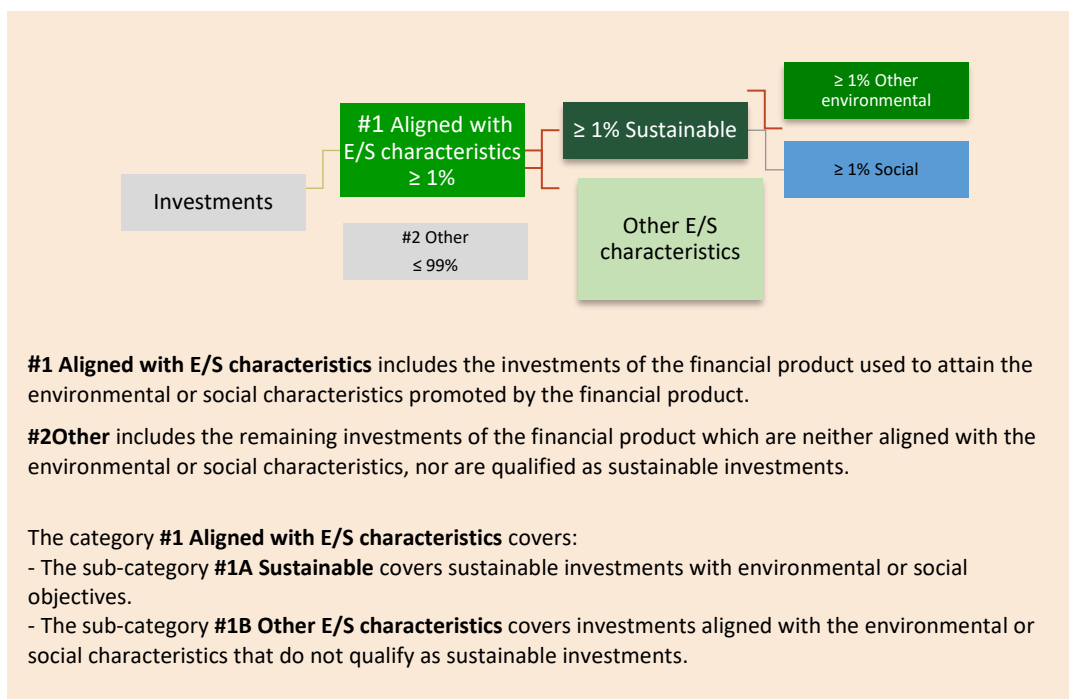 Investments
#1 Aligned with
E/S characteristics
≥ 1%
#2 Other
≤ 99%
≥ 1% Sustainable
Other E/S
characteristics
≥ 1% Other
environmental
≥ 1% Social
#1 Aligned with E/S characteristics includes the investments of the financial product used to attain the
environmental or social characteristics promoted by the financial product.
#2Other includes the remaining investments of the financial product which are neither aligned with the
environmental or social characteristics, nor are qualified as sustainable investments.
The category #1 Aligned with E/S characteristics covers:
- The sub-category #1A Sustainable covers sustainable investments with environmental or social
objectives.
- The sub-category #1B Other E/S characteristics covers investments aligned with the environmental or
social characteristics that do not qualify as sustainable investments.